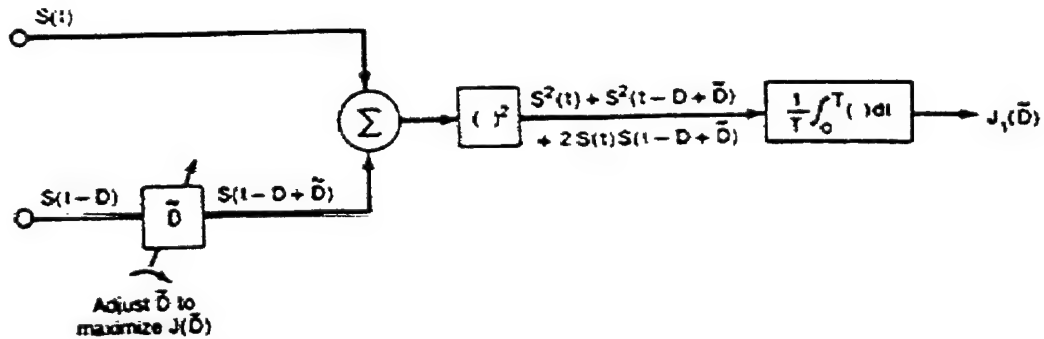 S(t)
Σ
( )²
S²(t) + S²(t-D+D̃)
+ 2S(t)S(t-D+D̃)
1/T ∫₀ᵀ ( )dt
J₁(D̃)
S(t-D)
D̃
S(t-D+D̃)
Adjust D̃ to
maximize J(D̃)